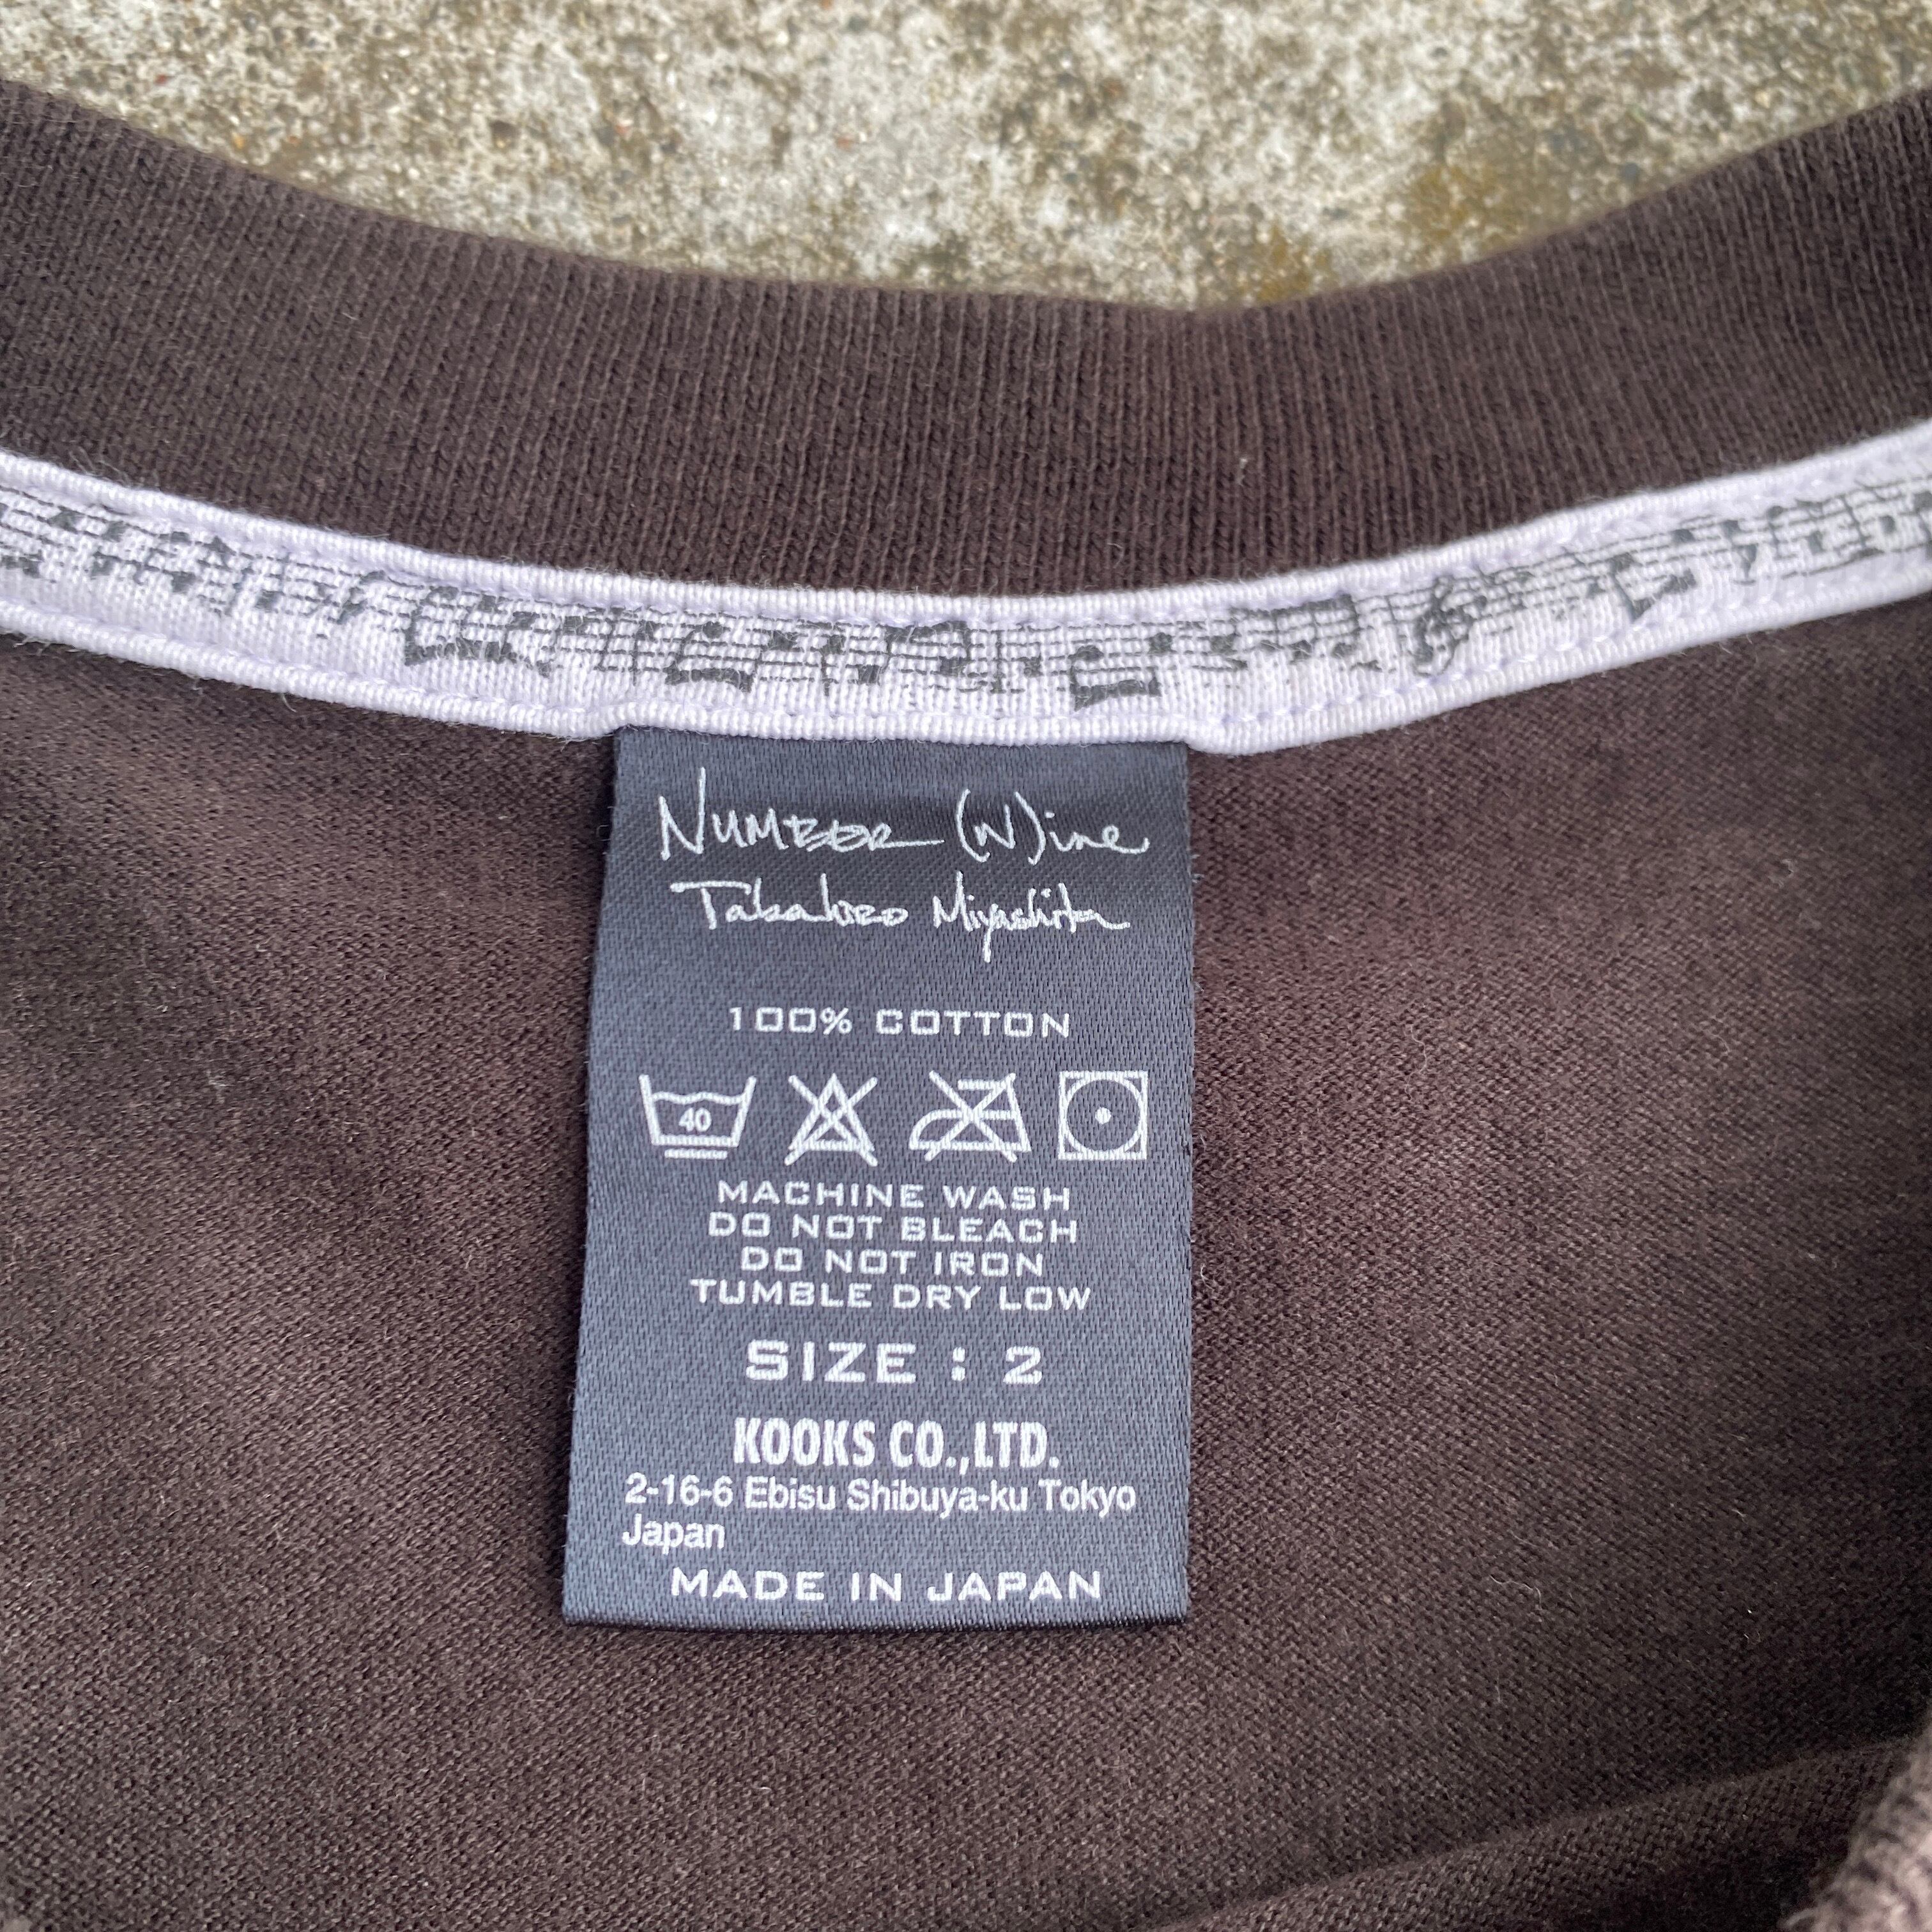 NUMBER (N)ine
Takahiro Miyashita
100% COTTON
40
MACHINE WASH
DO NOT BLEACH
DO NOT IRON
TUMBLE DRY LOW
SIZE : 2
KOOKS CO.,LTD.
2-16-6 Ebisu Shibuya-ku Tokyo
Japan
MADE IN JAPAN